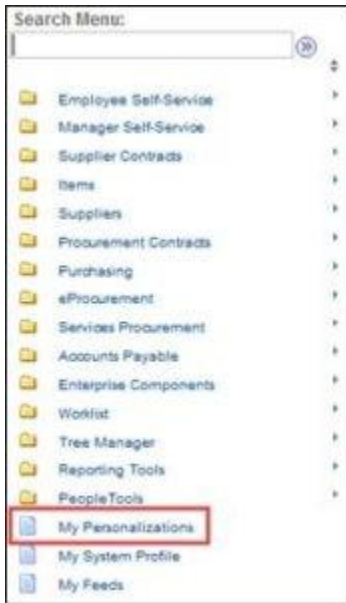 Search Menu:
Employee Self-Service
Manager Self-Service
Supplier Contracts
Items
Suppliers
Procurement Contracts
Purchasing
eProcurement
Services Procurement
Accounts Payable
Enterprise Components
Worklist
Tree Manager
Reporting Tools
PeopleTools
My Personalizations
My System Profile
My Feeds